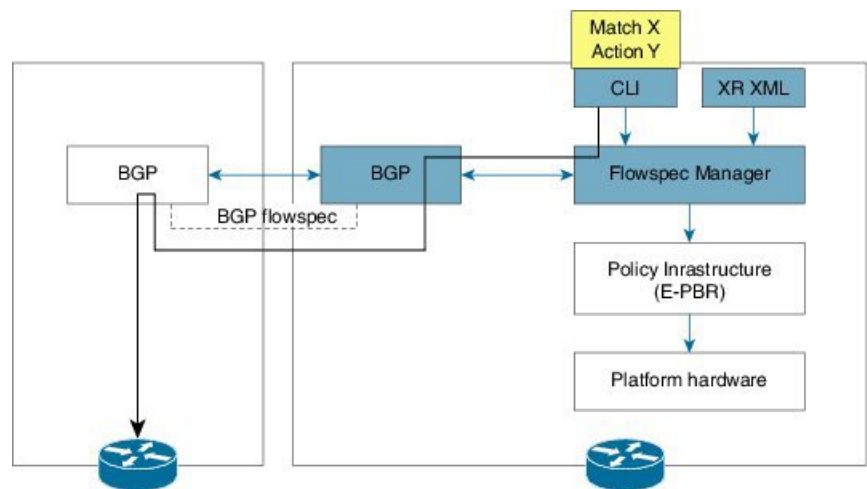 Match X
Action Y
CLI
XR XML
BGP
BGP
Flowspec Manager
BGP flowspec
Policy Inrastructure
(E-PBR)
Platform hardware